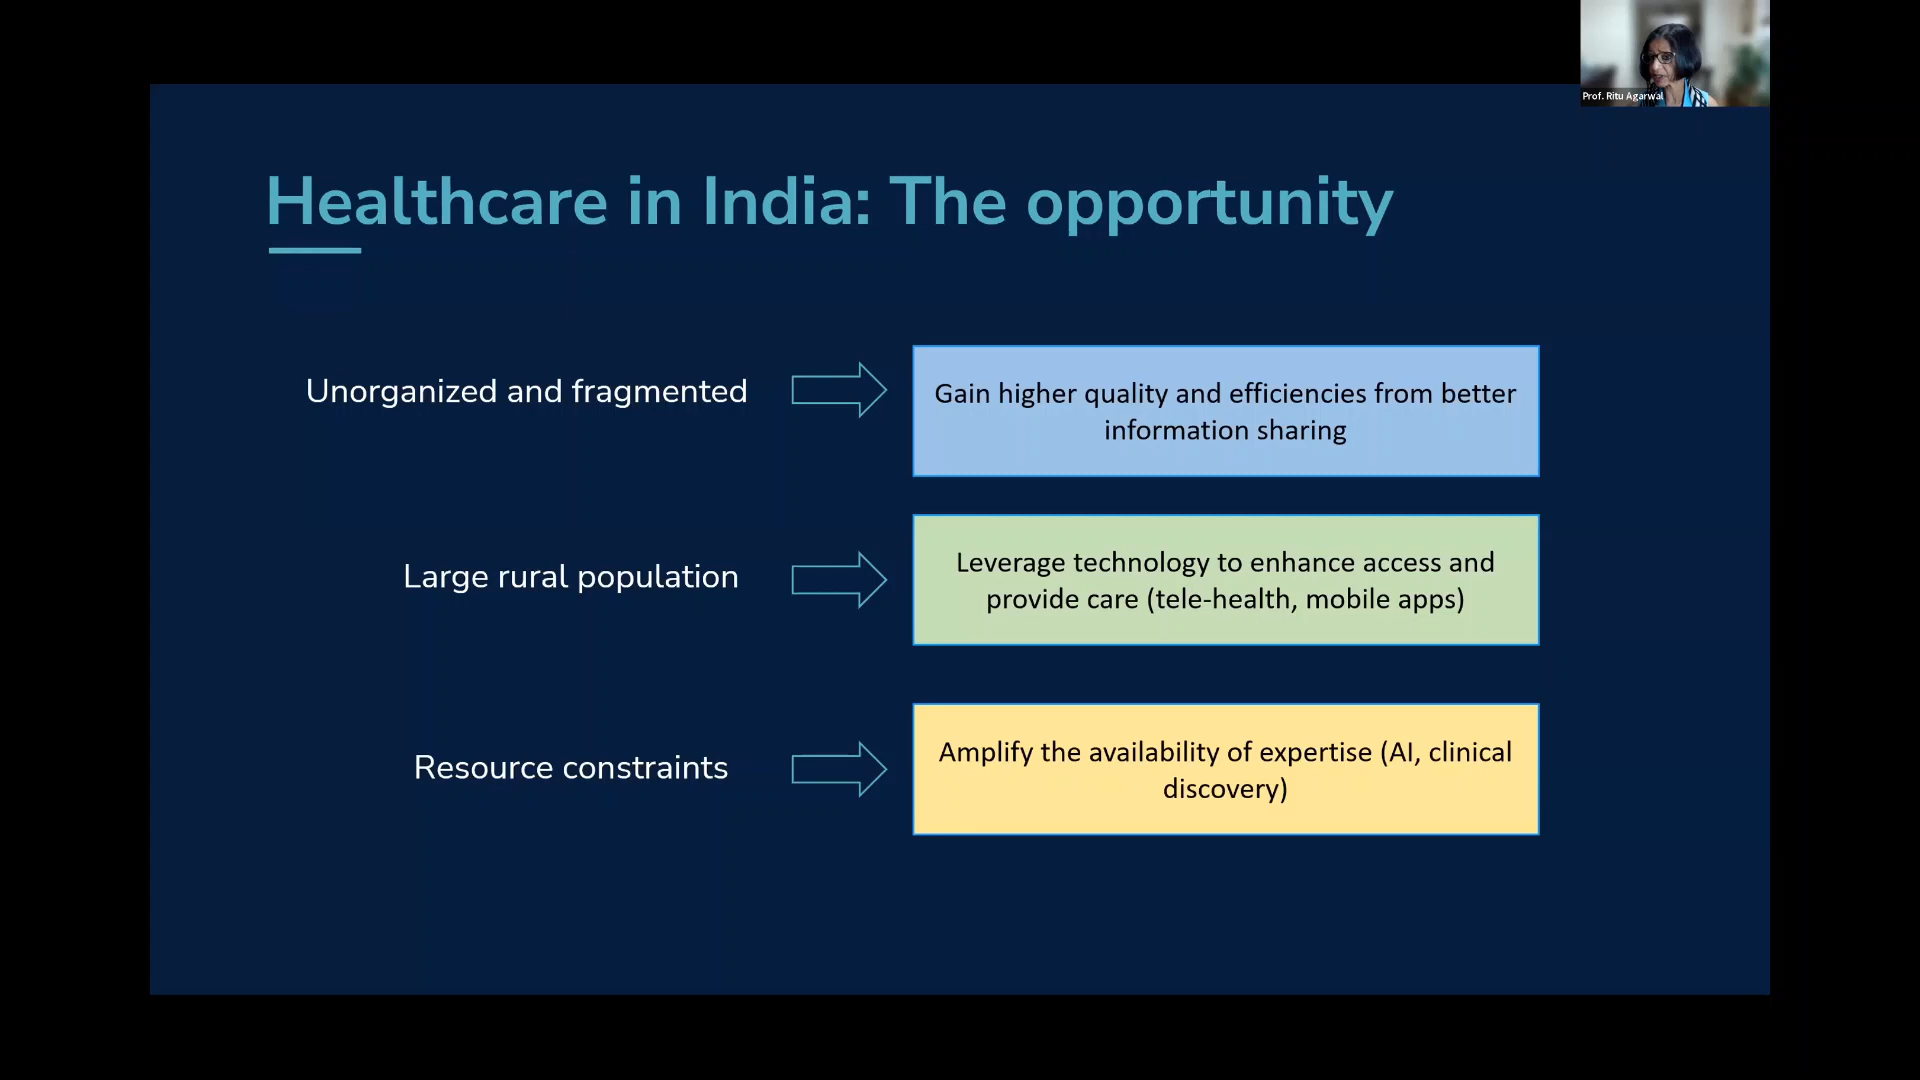 Prof. Ritu Agarwal
Healthcare in India: The opportunity
Unorganized and fragmented
Gain higher quality and efficiencies from better
information sharing
Large rural population
Leverage technology to enhance access and
provide care (tele-health, mobile apps)
Resource constraints
Amplify the availability of expertise (AI, clinical
discovery)